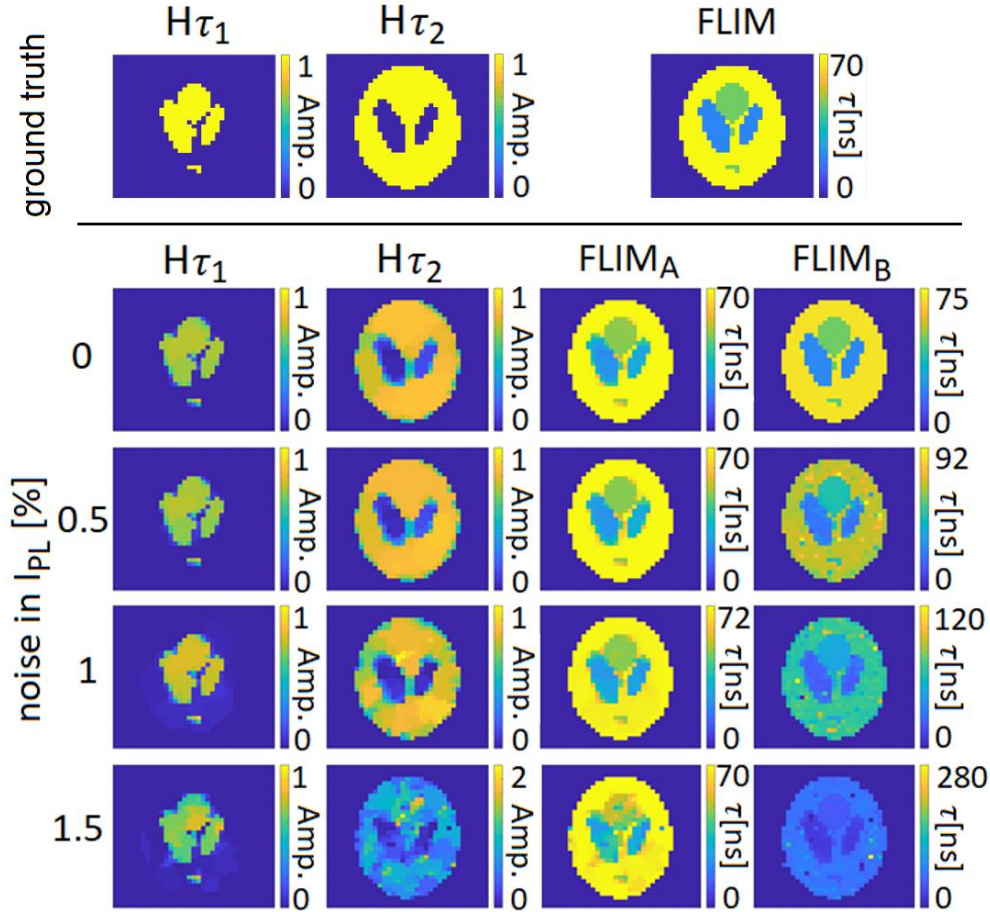 Hτ₁ Hτ₂ FLIM
ground truth
1 Amp. 0
1 Amp. 0
70 τ[ns] 0
Hτ₁ Hτ₂ FLIM_A FLIM_B
noise in I_PL [%]
0
1 Amp. 0
1 Amp. 0
70 τ[ns] 0
75 τ[ns] 0
0.5
1 Amp. 0
1 Amp. 0
70 τ[ns] 0
92 τ[ns] 0
1
1 Amp. 0
1 Amp. 0
72 τ[ns] 0
120 τ[ns] 0
1.5
1 Amp. 0
2 Amp. 0
70 τ[ns] 0
280 τ[ns] 0